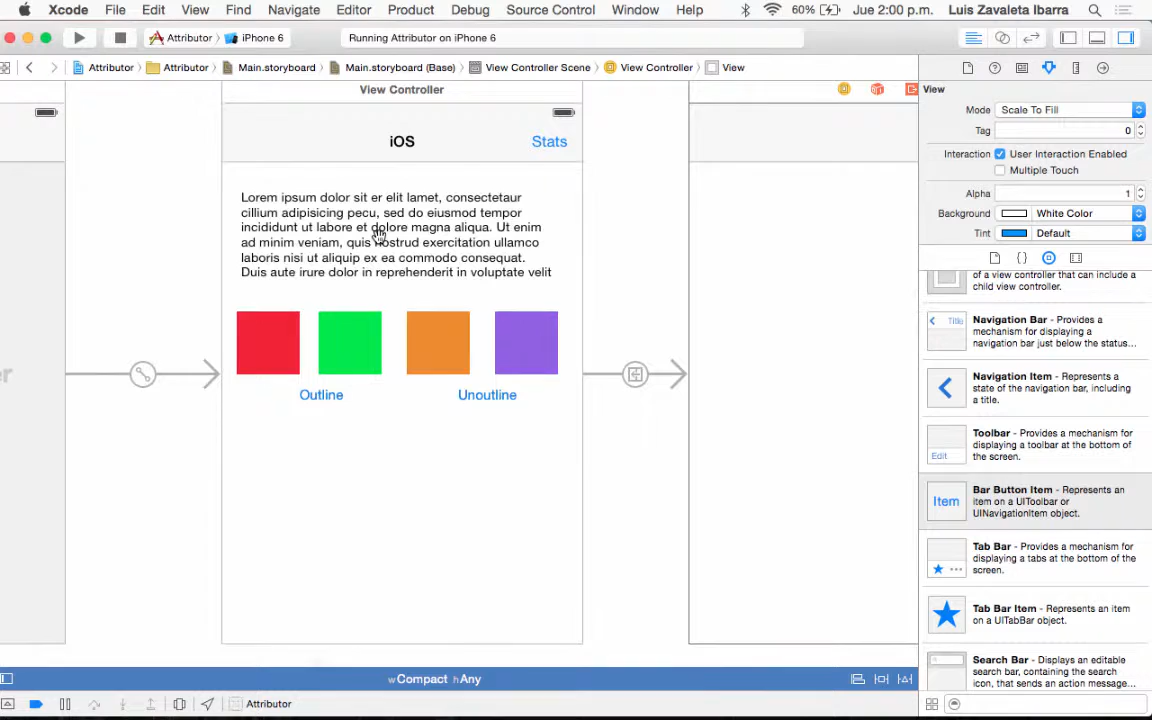 Xcode File Edit View Find Navigate Editor Product Debug Source Control Window Help 60% Jue 2:00 p.m. Luis Zavaleta Ibarra
Attributor iPhone 6 Running Attributor on iPhone 6
Attributor Attributor Main.storyboard Main.storyboard (Base) View Controller Scene View Controller View
View Controller
iOS Stats
Lorem ipsum dolor sit er elit lamet, consectetur
cillium adipisicing pecu, sed do eiusmod tempor
incididunt ut labore et dolore magna aliqua. Ut enim
ad minim veniam, quis nostrud exercitation ullamco
laboris nisi ut aliquip ex ea commodo consequat.
Duis aute irure dolor in reprehenderit in voluptate velit
Outline Unoutline
wCompact hAny
Attributor
View
Mode Scale To Fill
Tag 0
Interaction User Interaction Enabled
Multiple Touch
Alpha 1
Background White Color
Tint Default
of a view controller that can include a
child view controller.
Title
Navigation Bar - Provides a
mechanism for displaying a
navigation bar just below the status...
Navigation Item - Represents a
state of the navigation bar, including
a title.
Edit
Toolbar - Provides a mechanism for
displaying a toolbar at the bottom of
the screen.
Item
Bar Button Item - Represents an
item on a UIToolbar or
UINavigationItem object.
Tab Bar - Provides a mechanism for
displaying a tabs at the bottom of the
screen.
Tab Bar Item - Represents an item
on a UITabBar object.
Search Bar - Displays an editable
search bar, containing the search
icon, that sends an action message...